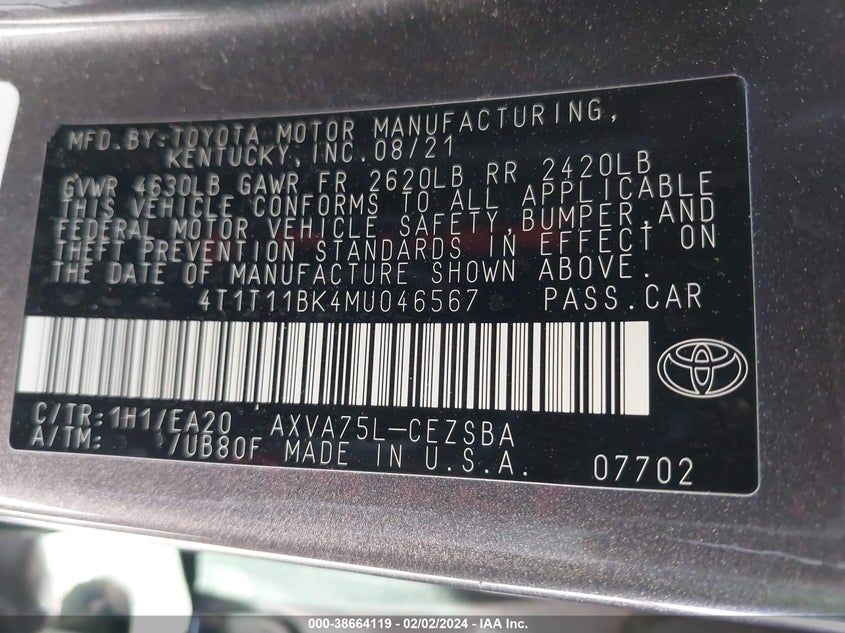 MFD. BY: TOYOTA MOTOR MANUFACTURING,
KENTUCKY, INC. 08/21
GVWR 4630LB GAWR FR 2620LB RR 2420LB
THIS VEHICLE CONFORMS TO ALL APPLICABLE
FEDERAL MOTOR VEHICLE SAFETY, BUMPER, AND
THEFT PREVENTION STANDARDS IN EFFECT ON
THE DATE OF MANUFACTURE SHOWN ABOVE.
4T1T11BK4MU046567 PASS. CAR
C/TR: 1H1/EA20 AXVA75L-CEZSBA
A/TM: /UB80F MADE IN U.S.A. 07702
000-38664119 - 02/02/2024 - IAA Inc.